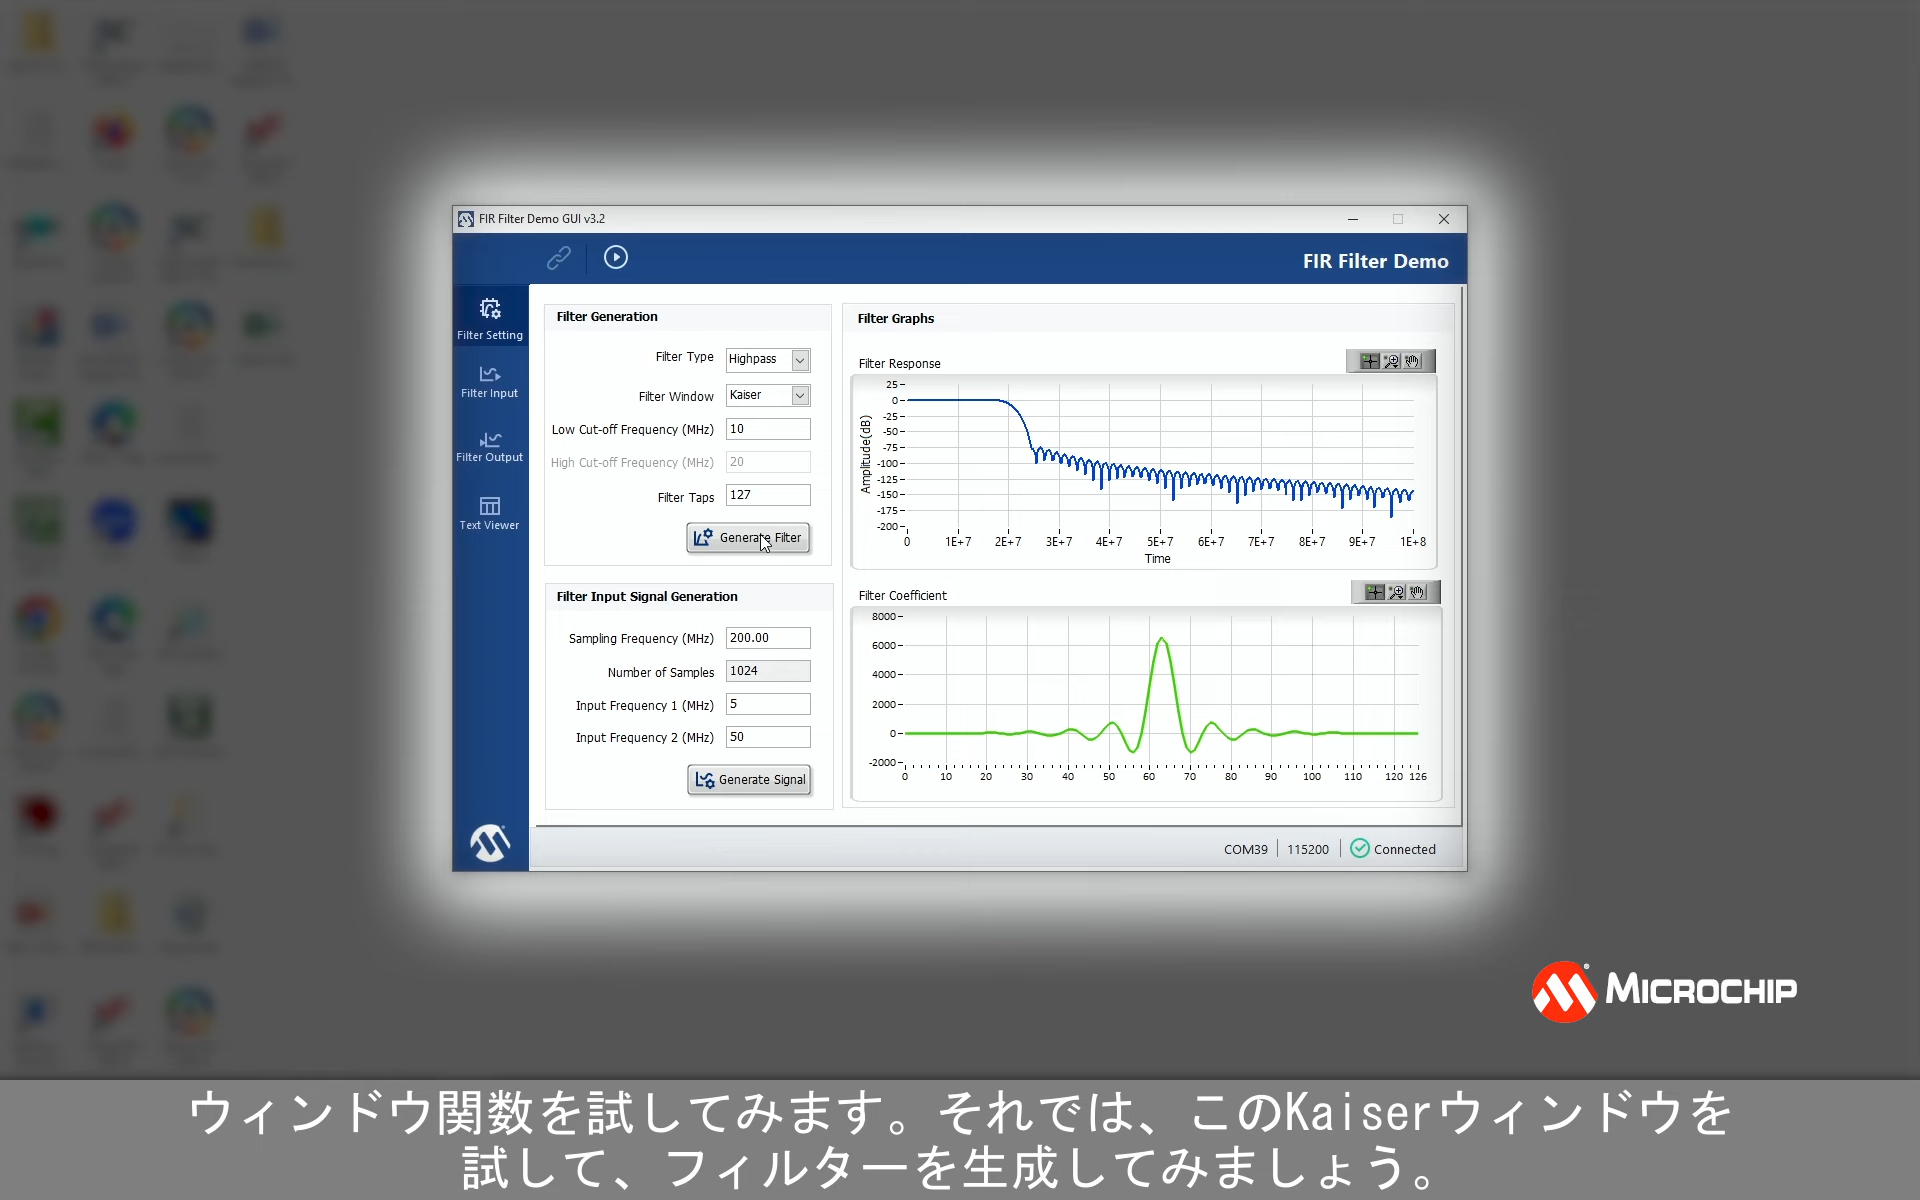 FIR Filter Demo GUI v3.2
FIR Filter Demo
Filter Setting
Filter Input
Filter Output
Text Viewer
Filter Generation
Filter Type Highpass
Filter Window Kaiser
Low Cut-off Frequency (MHz) 10
High Cut-off Frequency (MHz) 20
Filter Taps 127
Generate Filter
Filter Input Signal Generation
Sampling Frequency (MHz) 200.00
Number of Samples 1024
Input Frequency 1 (MHz) 5
Input Frequency 2 (MHz) 50
Generate Signal
Filter Graphs
Filter Response
Amplitude(dB)
25
0
-25
-50
-75
-100
-125
-150
-175
-200
0 1E+7 2E+7 3E+7 4E+7 5E+7 6E+7 7E+7 8E+7 9E+7 1E+8
Time
Filter Coefficient
8000
6000
4000
2000
0
-2000
0 10 20 30 40 50 60 70 80 90 100 110 120 126
COM39 115200 Connected
MICROCHIP
ウィンドウ関数を試してみます。それでは、このKaiserウィンドウを
試して、フィルターを生成してみましょう。